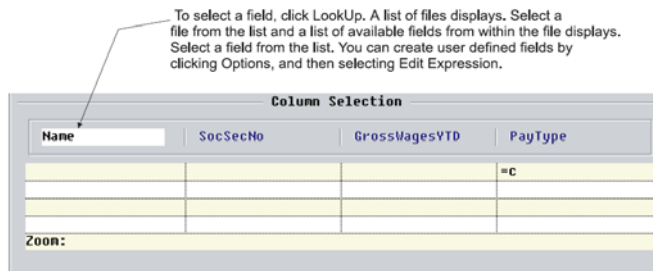 To select a field, click LookUp. A list of files displays. Select a
file from the list and a list of available fields from within the file displays.
Select a field from the list. You can create user defined fields by
clicking Options, and then selecting Edit Expression.
Column Selection
Name SocSecNo GrossWagesYTD PayType
=c
Zoom: